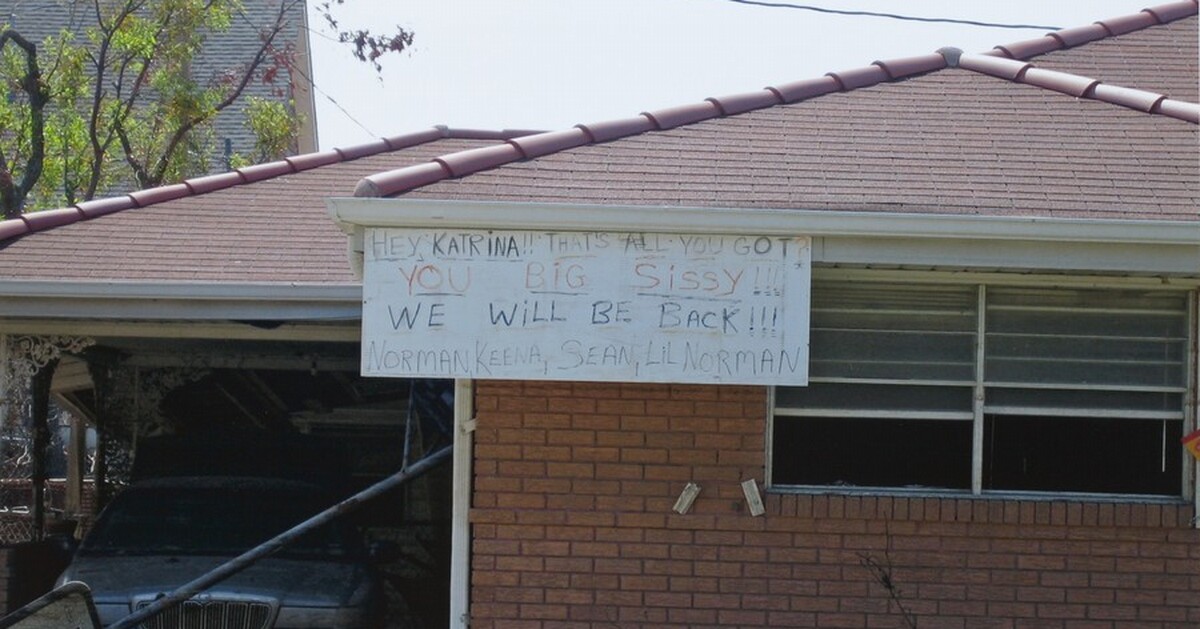 HEY, KATRINA!! THAT'S ALL YOU GOT?
YOU BIG SISSY!!!
WE WILL BE BACK!!!
NORMAN, KEENA, SEAN, LIL NORMAN